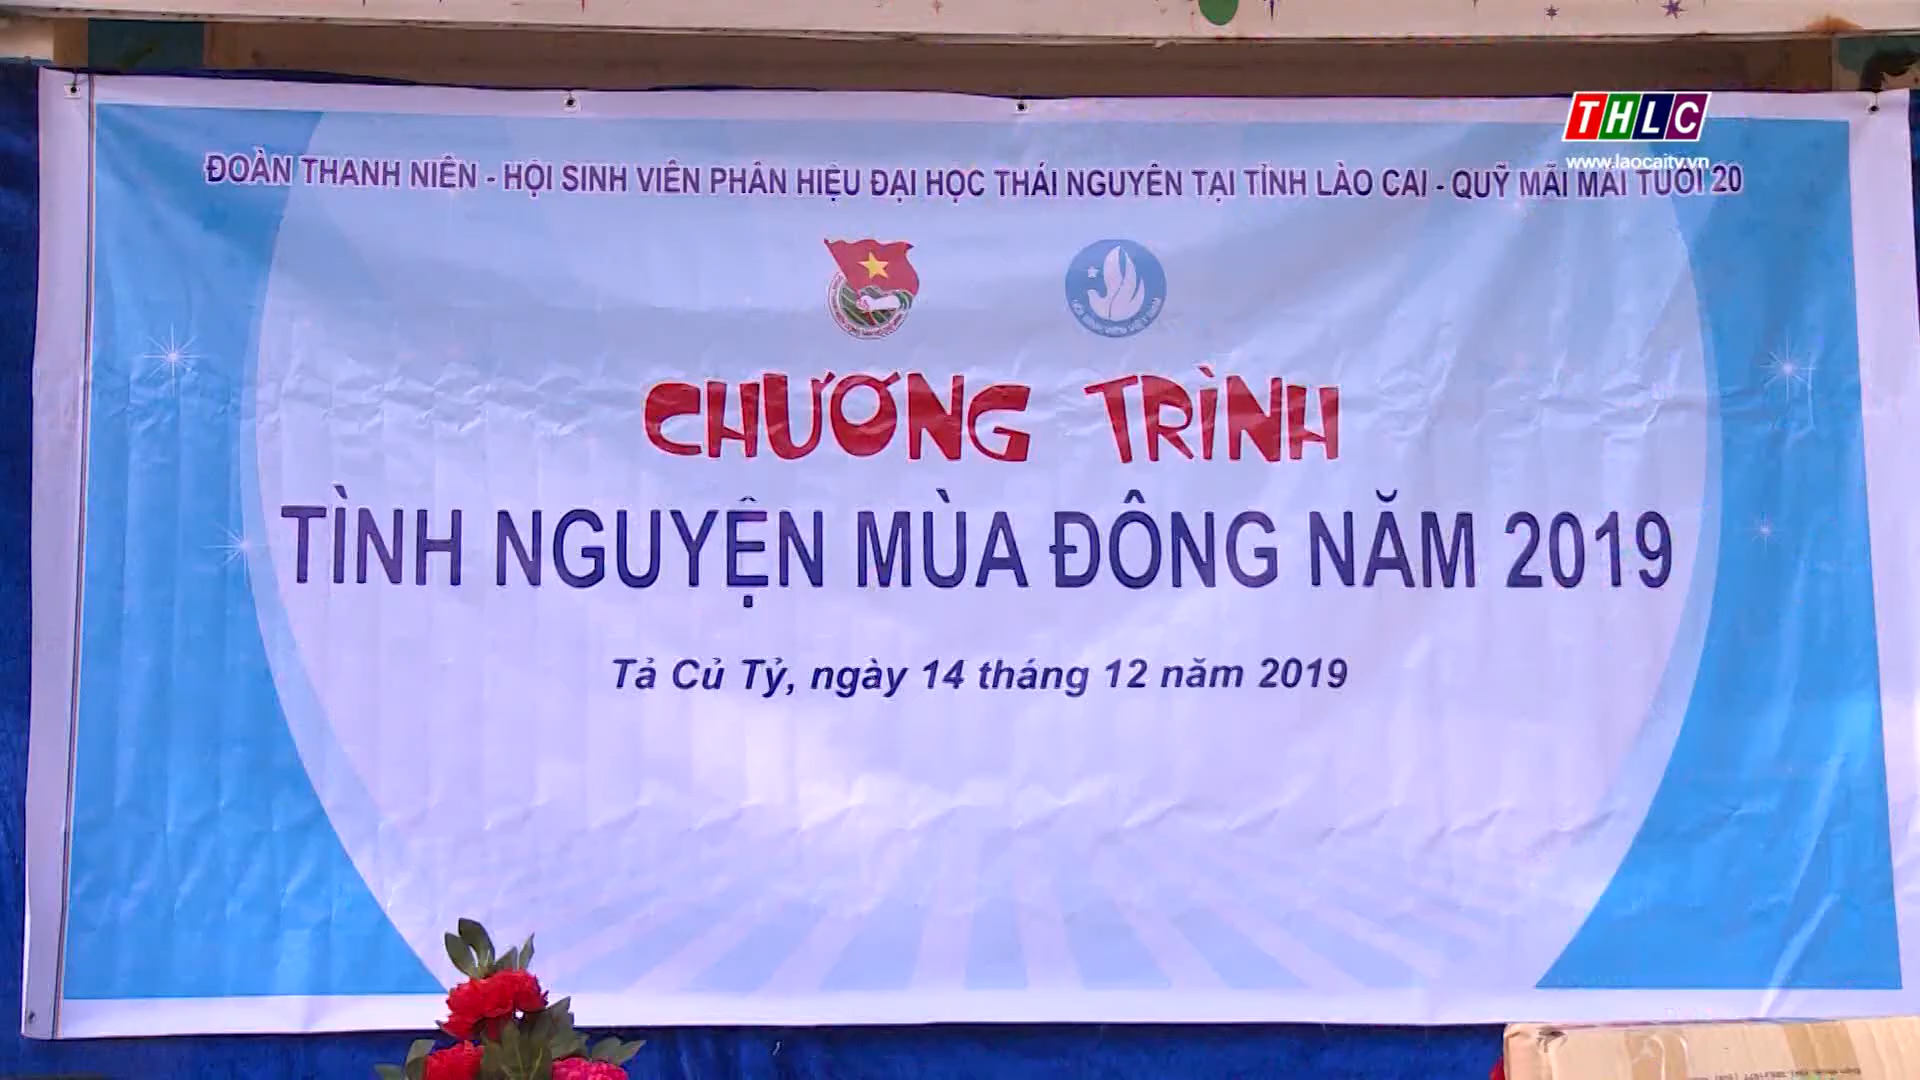 THLC
www.laocaitv.vn
ĐOÀN THANH NIÊN - HỘI SINH VIÊN PHÂN HIỆU ĐẠI HỌC THÁI NGUYÊN TẠI TỈNH LÀO CAI - QUỸ MÃI MÃI TUỔI 20
CHƯƠNG TRÌNH
TÌNH NGUYỆN MÙA ĐÔNG NĂM 2019
Tả Củ Tỷ, ngày 14 tháng 12 năm 2019